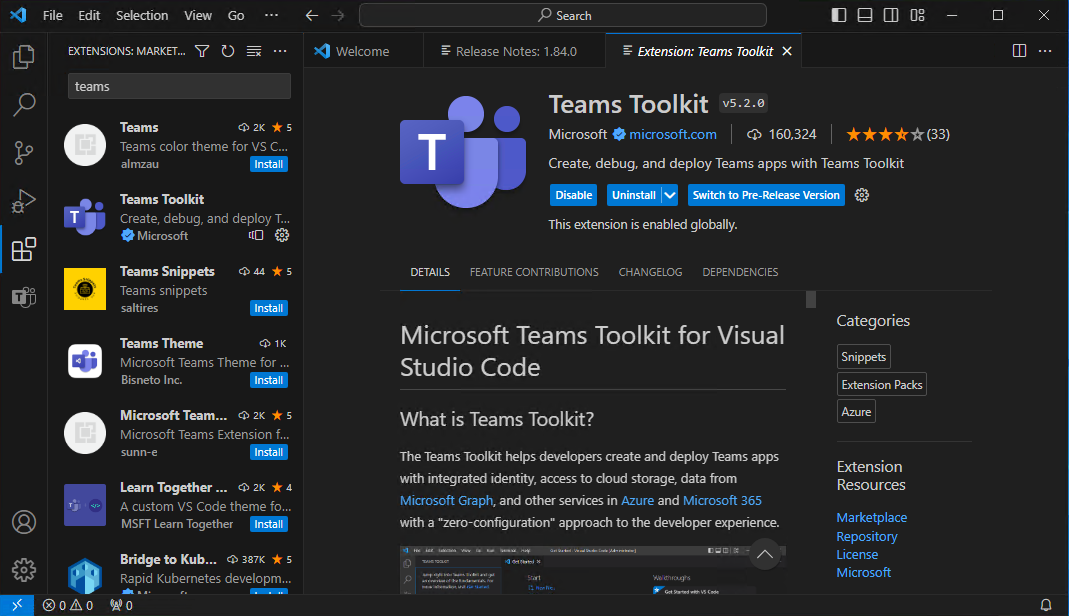 File Edit Selection View Go ··· Search
EXTENSIONS: MARKET...
teams
Teams 2K 5
Teams color theme for VS C...
almzau Install
Teams Toolkit
Create, debug, and deploy T...
Microsoft
Teams Snippets 44 5
Teams snippets
saltires Install
Teams Theme 1K
Microsoft Teams Theme for ...
Bisneto Inc. Install
Microsoft Team... 2K 5
Microsoft Teams Extension f...
sunn-e Install
Learn Together ... 2K 4
A custom VS Code theme fo...
MSFT Learn Together Install
Bridge to Kub... 387K 5
Rapid Kubernetes developm...
Welcome Release Notes: 1.84.0 Extension: Teams Toolkit
T
Teams Toolkit v5.2.0
Microsoft microsoft.com 160,324 (33)
Create, debug, and deploy Teams apps with Teams Toolkit
Disable Uninstall Switch to Pre-Release Version
This extension is enabled globally.
DETAILS FEATURE CONTRIBUTIONS CHANGELOG DEPENDENCIES
Microsoft Teams Toolkit for Visual
Studio Code
What is Teams Toolkit?
The Teams Toolkit helps developers create and deploy Teams apps
with integrated identity, access to cloud storage, data from
Microsoft Graph, and other services in Azure and Microsoft 365
with a "zero-configuration" approach to the developer experience.
Get Started
Start
Walkthroughs
Get Started with VS Code
Categories
Snippets
Extension Packs
Azure
Extension
Resources
Marketplace
Repository
License
Microsoft
0 0 0